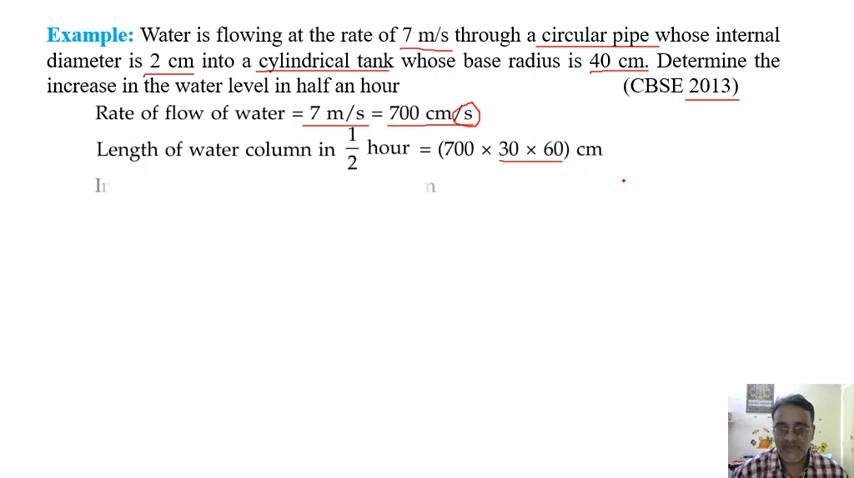 Example: Water is flowing at the rate of 7 m/s through a circular pipe whose internal
diameter is 2 cm into a cylindrical tank whose base radius is 40 cm. Determine the
increase in the water level in half an hour (CBSE 2013)
Rate of flow of water = 7 m/s = 700 cm/s
Length of water column in 1/2 hour = (700 × 30 × 60) cm